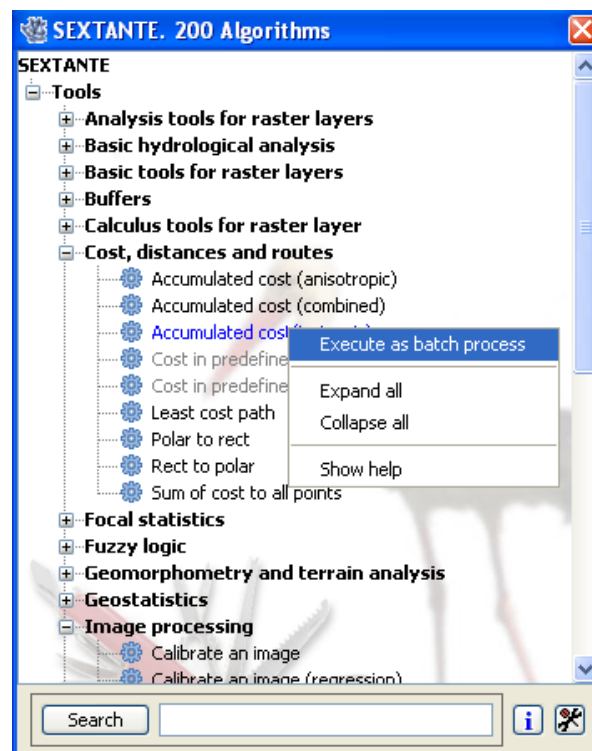 SEXTANTE. 200 Algorithms
SEXTANTE
Tools
Analysis tools for raster layers
Basic hydrological analysis
Basic tools for raster layers
Buffers
Calculus tools for raster layer
Cost, distances and routes
Accumulated cost (anisotropic)
Accumulated cost (combined)
Accumulated cost
Execute as batch process
Cost in predefine
Cost in predefine
Expand all
Least cost path
Collapse all
Polar to rect
Rect to polar
Show help
Sum of cost to all points
Focal statistics
Fuzzy logic
Geomorphometry and terrain analysis
Geostatistics
Image processing
Calibrate an image
Calibrate an image (regression)
Search
i